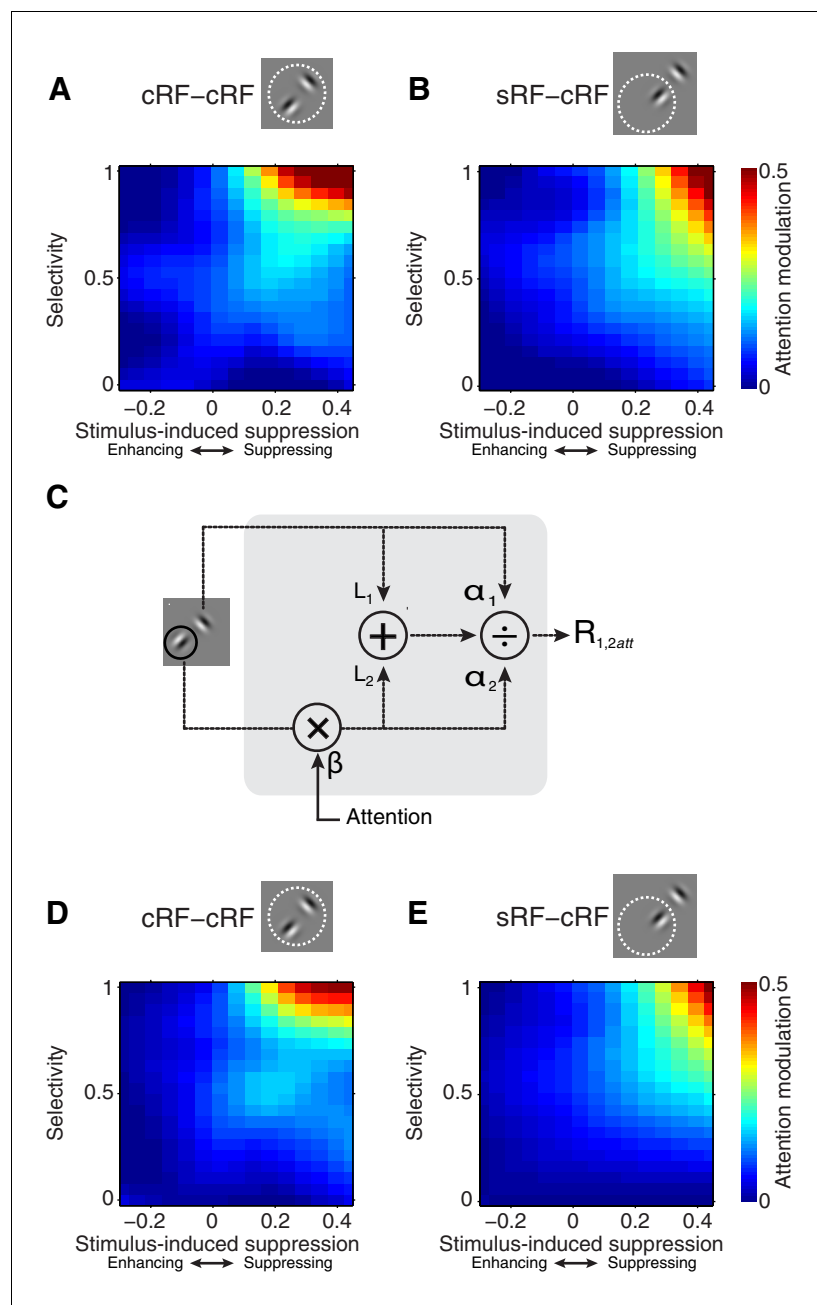 A
cRF–cRF
B
sRF–cRF
1
0.5
0
Selectivity
−0.2 0 0.2 0.4
Stimulus-induced suppression
Enhancing ⟷ Suppressing
1
0.5
0
Selectivity
−0.2 0 0.2 0.4
Stimulus-induced suppression
Enhancing ⟷ Suppressing
0.5
0
Attention modulation
C
L1
α1
+
÷
R1,2att
L2
α2
×
β
Attention
D
cRF–cRF
E
sRF–cRF
1
0.5
0
Selectivity
−0.2 0 0.2 0.4
Stimulus-induced suppression
Enhancing ⟷ Suppressing
1
0.5
0
Selectivity
−0.2 0 0.2 0.4
Stimulus-induced suppression
Enhancing ⟷ Suppressing
0.5
0
Attention modulation